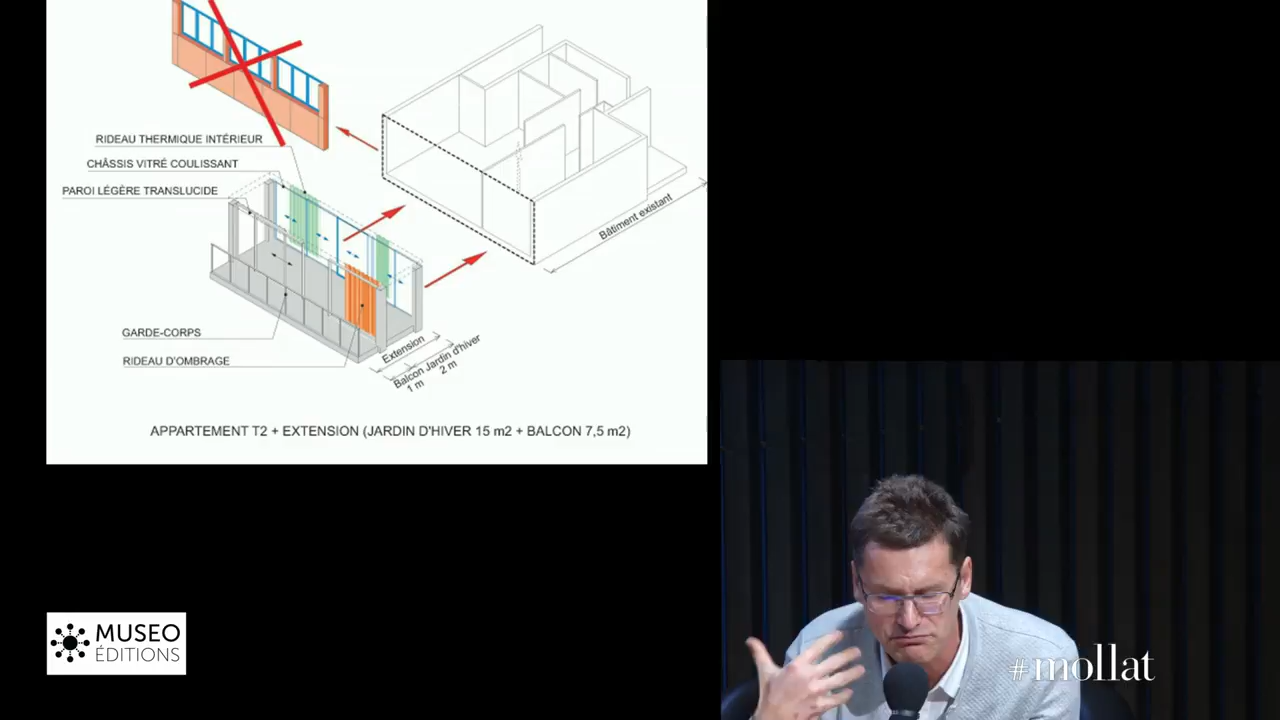 RIDEAU THERMIQUE INTÉRIEUR
CHÂSSIS VITRÉ COULISSANT
PAROI LÉGÈRE TRANSLUCIDE
Bâtiment existant
GARDE-CORPS
RIDEAU D'OMBRAGE
Extension
Balcon Jardin d'hiver
1 m 2 m
APPARTEMENT T2 + EXTENSION (JARDIN D'HIVER 15 m2 + BALCON 7,5 m2)
MUSEO
ÉDITIONS
#mollat